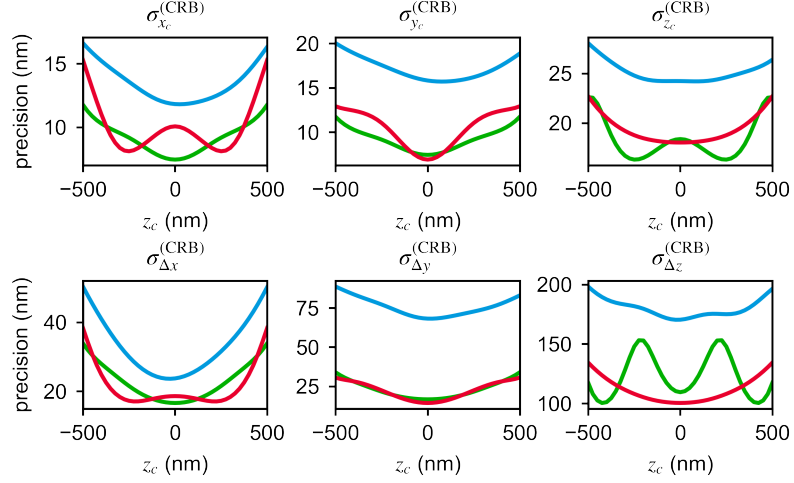 σ_{x_c}^{(CRB)} σ_{y_c}^{(CRB)} σ_{z_c}^{(CRB)}
precision (nm)
15
10
20
15
10
25
20
−500 0 500 −500 0 500 −500 0 500
z_c (nm) z_c (nm) z_c (nm)
σ_{Δx}^{(CRB)} σ_{Δy}^{(CRB)} σ_{Δz}^{(CRB)}
precision (nm)
40
20
75
50
25
200
150
100
−500 0 500 −500 0 500 −500 0 500
z_c (nm) z_c (nm) z_c (nm)